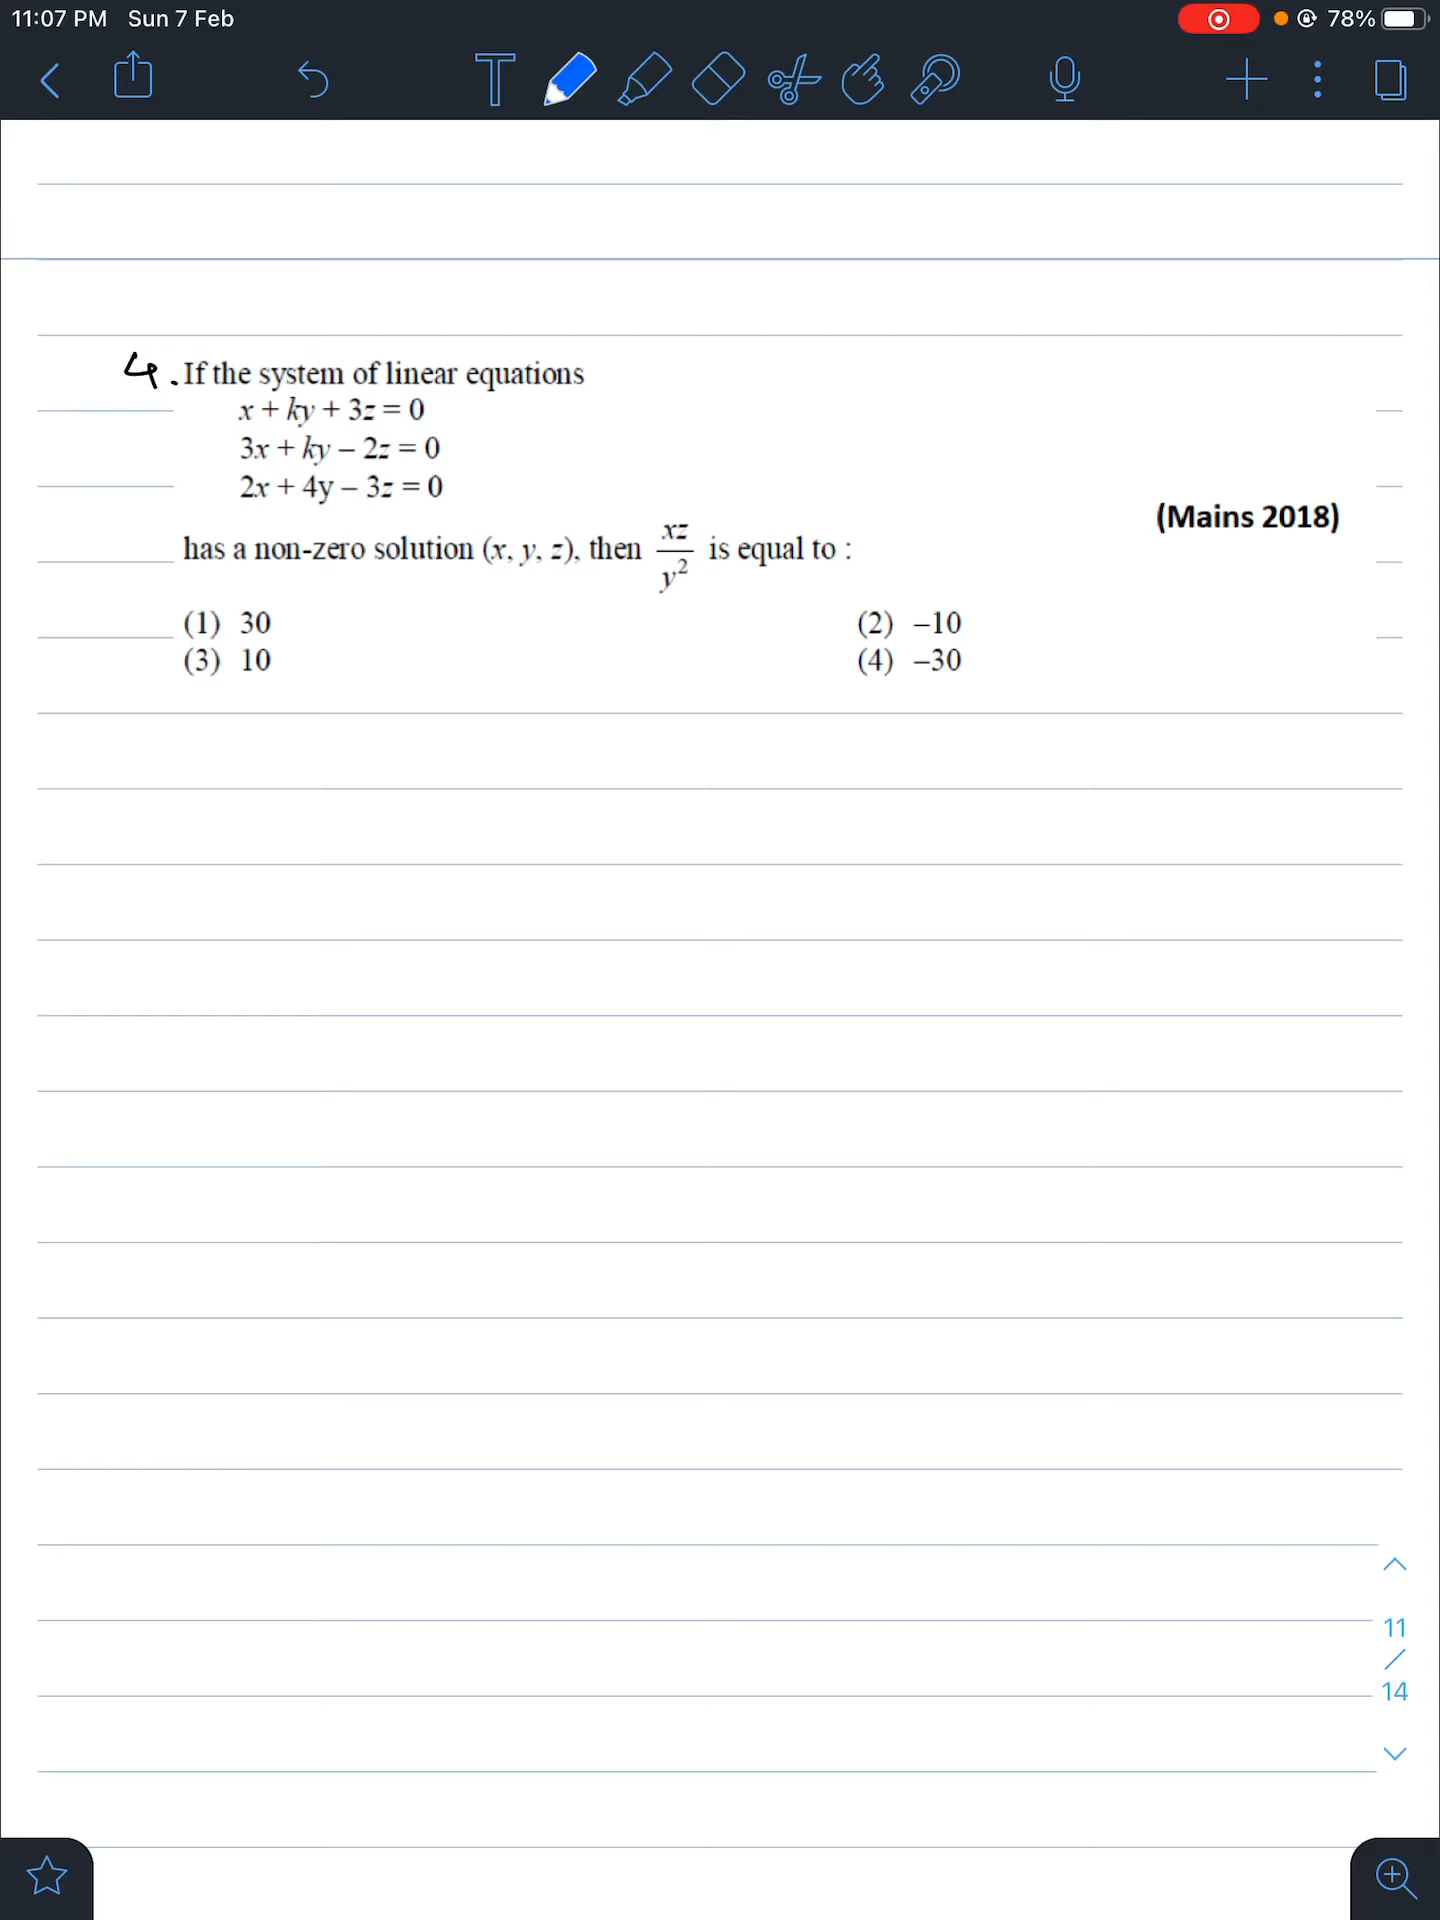 11:07 PM Sun 7 Feb
78%
T
4. If the system of linear equations
x + ky + 3z = 0
3x + ky – 2z = 0
2x + 4y – 3z = 0
(Mains 2018)
has a non-zero solution (x, y, z), then xz/y² is equal to :
(1) 30 (2) –10
(3) 10 (4) –30
11
/
14